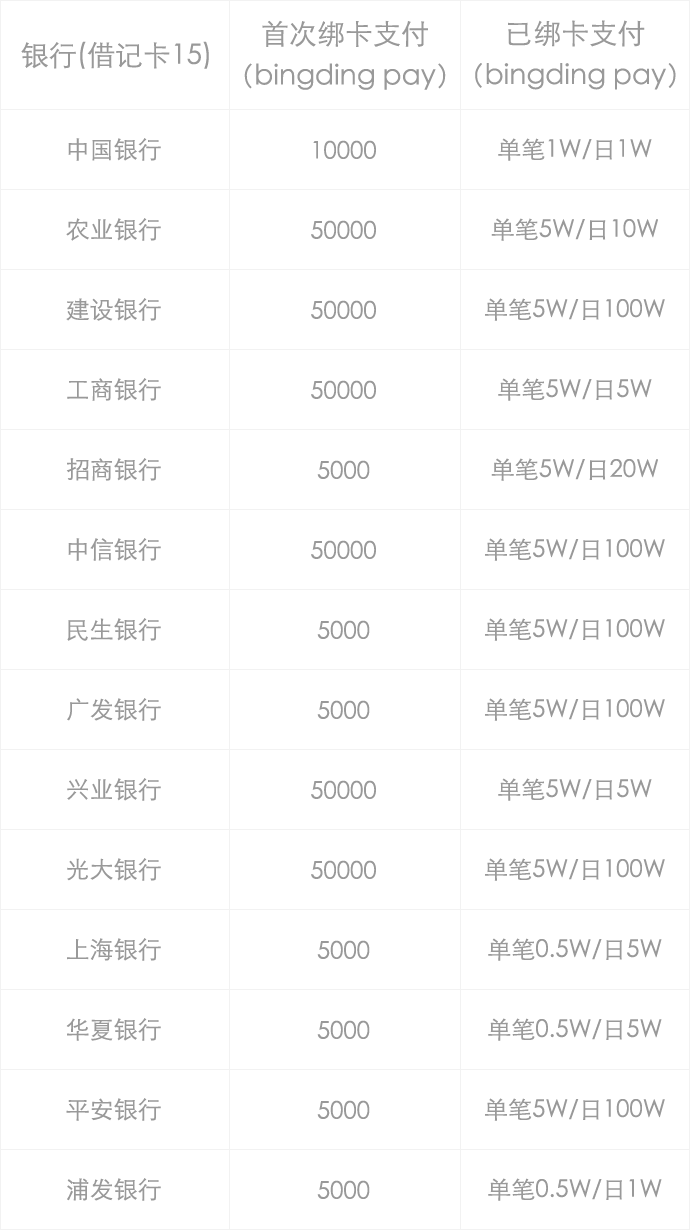 银行(借记卡15) 首次绑卡支付 已绑卡支付
(bingding pay) (bingding pay)
中国银行 10000 单笔1W/日1W
农业银行 50000 单笔5W/日10W
建设银行 50000 单笔5W/日100W
工商银行 50000 单笔5W/日5W
招商银行 5000 单笔5W/日20W
中信银行 50000 单笔5W/日100W
民生银行 5000 单笔5W/日100W
广发银行 5000 单笔5W/日100W
兴业银行 50000 单笔5W/日5W
光大银行 50000 单笔5W/日100W
上海银行 5000 单笔0.5W/日5W
华夏银行 5000 单笔0.5W/日5W
平安银行 5000 单笔5W/日100W
浦发银行 5000 单笔0.5W/日1W